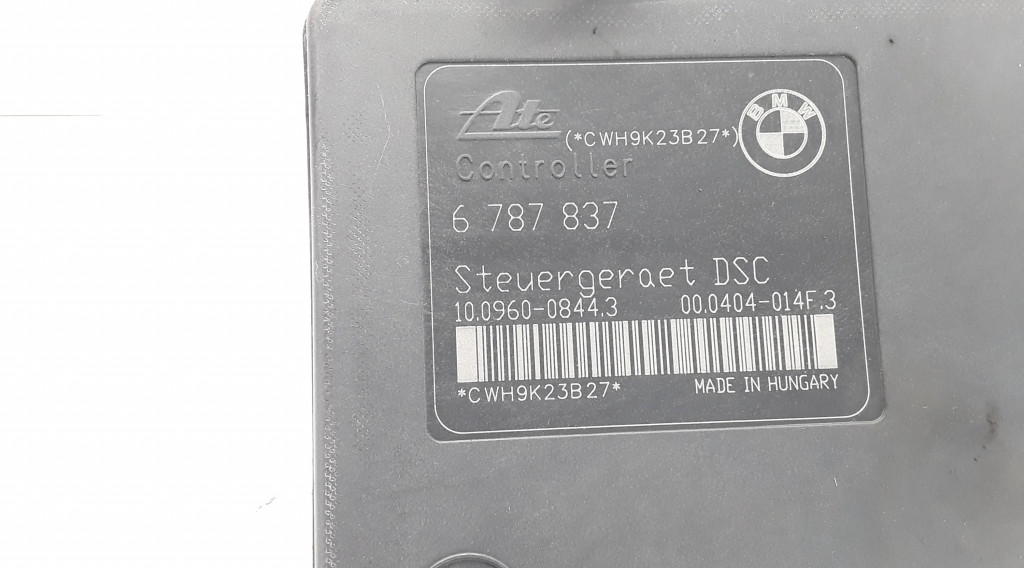 Ate
(*CWH9K23B27*)
BMW
Controller
6 787 837
Steuergeraet DSC
10.0960-0844.3 00.0404-014F.3
*CWH9K23B27*
MADE IN HUNGARY